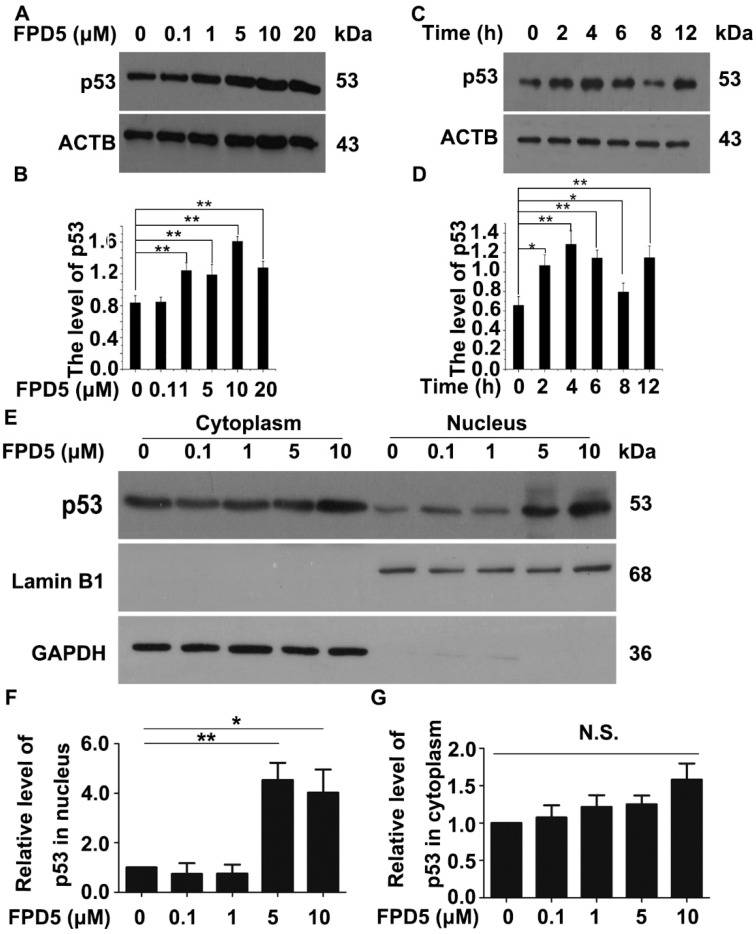 A
FPD5 (μM) 0 0.1 1 5 10 20 kDa
p53 53
ACTB 43
B
** 
**
**
**
The level of p53
1.6
1.2
0.8
0.4
0.0
FPD5 (μM) 0 0.11 5 10 20
C
Time (h) 0 2 4 6 8 12 kDa
p53 53
ACTB 43
D
**
*
**
**
*
The level of p53
1.4
1.2
1.0
0.8
0.6
0.4
0.2
0.0
Time (h) 0 2 4 6 8 12
E
Cytoplasm Nucleus
FPD5 (μM) 0 0.1 1 5 10 0 0.1 1 5 10 kDa
p53 53
Lamin B1 68
GAPDH 36
F
*
**
Relative level of
p53 in nucleus
6.0
4.0
2.0
0.0
FPD5 (μM) 0 0.1 1 5 10
G
N.S.
Relative level of
p53 in cytoplasm
2.0
1.5
1.0
0.5
0.0
FPD5 (μM) 0 0.1 1 5 10